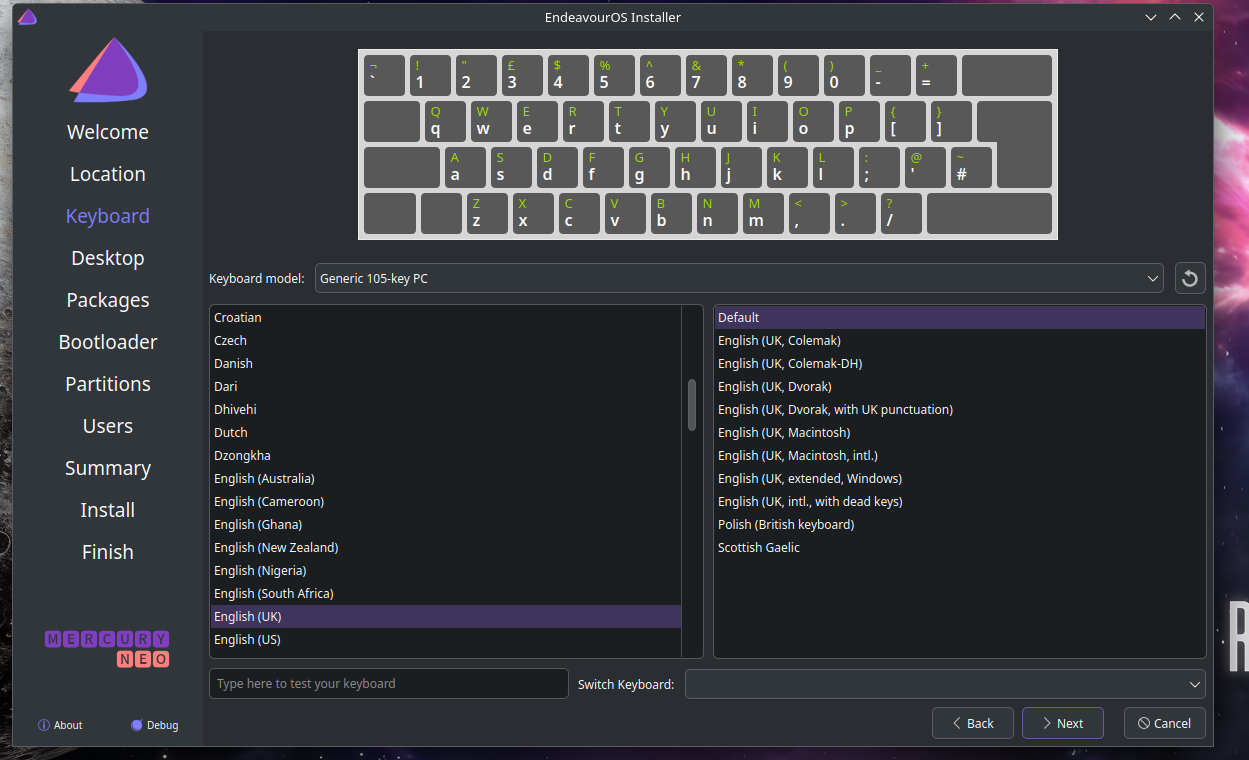 EndeavourOS Installer
Welcome
Location
Keyboard
Desktop
Packages
Bootloader
Partitions
Users
Summary
Install
Finish
MERCURY
NEO
About
Debug
¬ ! " £ $ % ^ & * ( ) _ +
` 1 2 3 4 5 6 7 8 9 0 - =
Q W E R T Y U I O P { }
q w e r t y u i o p [ ]
A S D F G H J K L : @ ~
a s d f g h j k l ; ' #
Z X C V B N M < > ?
z x c v b n m , . /
Keyboard model: Generic 105-key PC
Croatian
Czech
Danish
Dari
Dhivehi
Dutch
Dzongkha
English (Australia)
English (Cameroon)
English (Ghana)
English (New Zealand)
English (Nigeria)
English (South Africa)
English (UK)
English (US)
Default
English (UK, Colemak)
English (UK, Colemak-DH)
English (UK, Dvorak)
English (UK, Dvorak, with UK punctuation)
English (UK, Macintosh)
English (UK, Macintosh, intl.)
English (UK, extended, Windows)
English (UK, intl., with dead keys)
Polish (British keyboard)
Scottish Gaelic
Type here to test your keyboard
Switch Keyboard:
Back
Next
Cancel
R